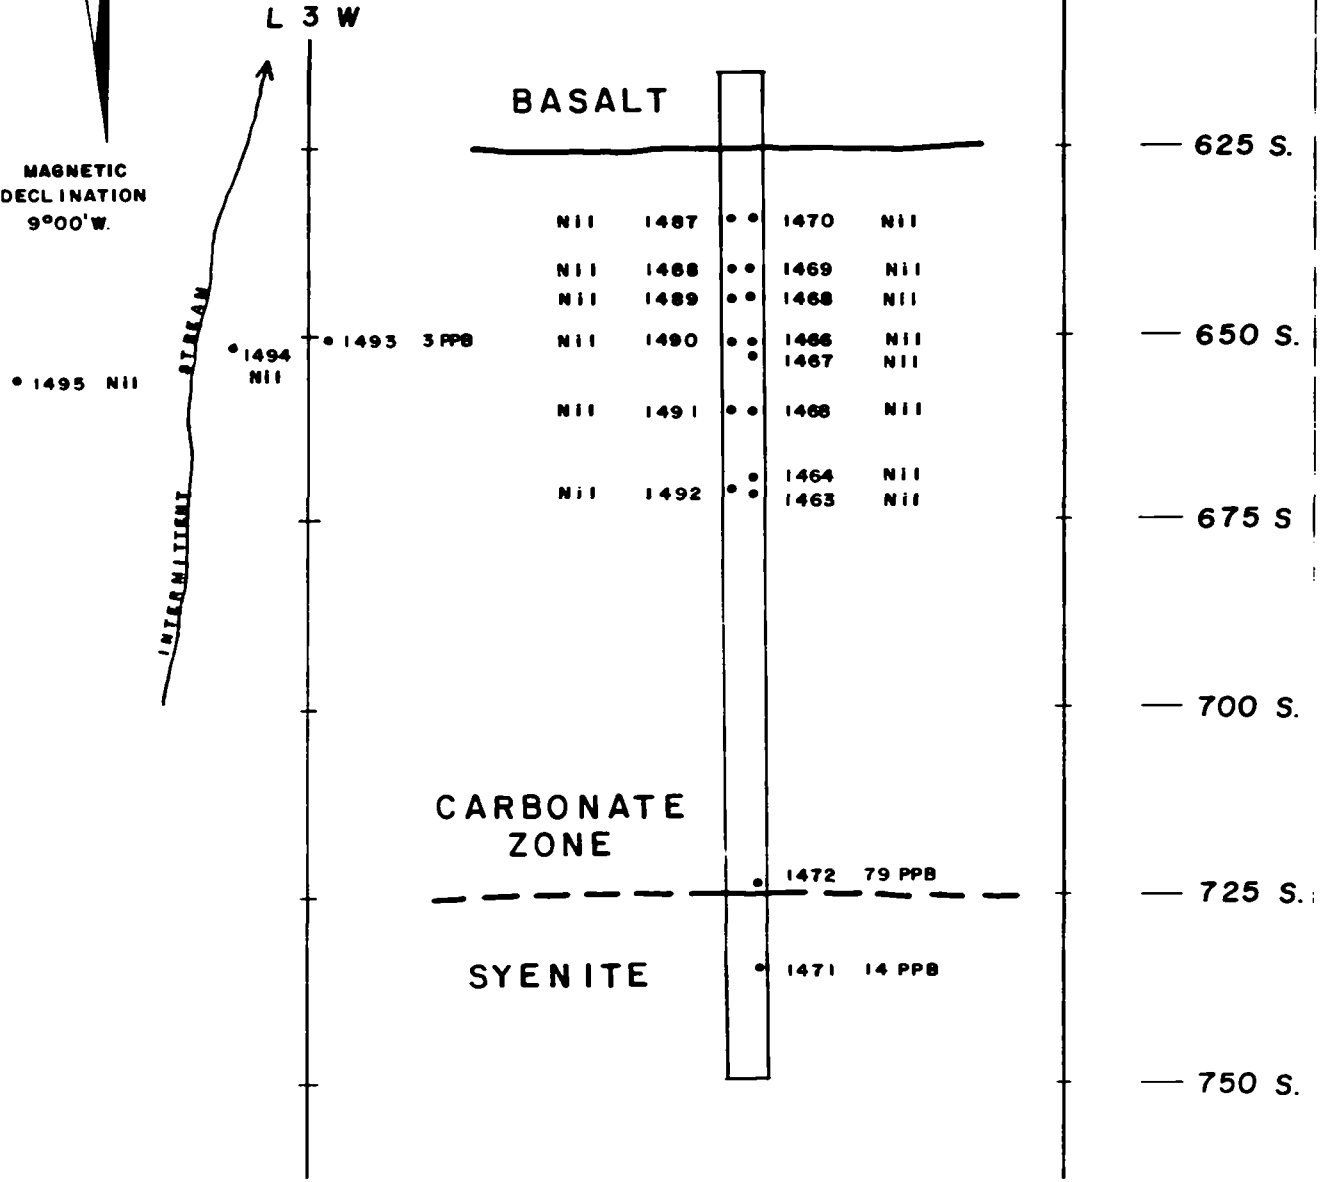 L 3 W
BASALT
625 S.
MAGNETIC
DECLINATION
9°00'W.
Nil 1487 1470 Nil
Nil 1468 1469 Nil
Nil 1489 1468 Nil
STREAM
1493 3 PPB
Nil 1490 1466 Nil
650 S.
1494
Nil
1467 Nil
1495 Nil
Nil 1491 1468 Nil
1464 Nil
Nil 1492 1463 Nil
675 S
INTERMITTENT
700 S.
CARBONATE
ZONE
1472 79 PPB
725 S.
SYENITE
1471 14 PPB
750 S.